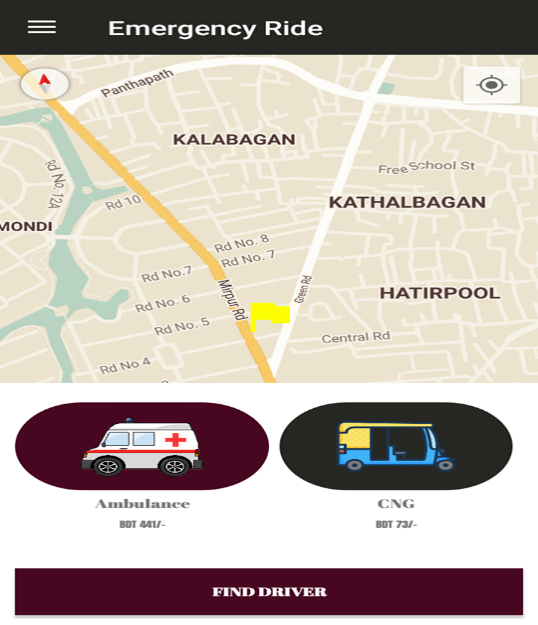 Emergency Ride
Panthapath
KALABAGAN
Free School St
Rd No. 12A
Rd 10
KATHALBAGAN
MONDI
Rd No. 8
Rd No. 7
Rd No.7
Mirpur Rd
Green Rd
HATIRPOOL
Rd No. 6
Rd No. 5
Central Rd
Rd No 4
Ambulance
CNG
BDT 441/-
BDT 73/-
FIND DRIVER